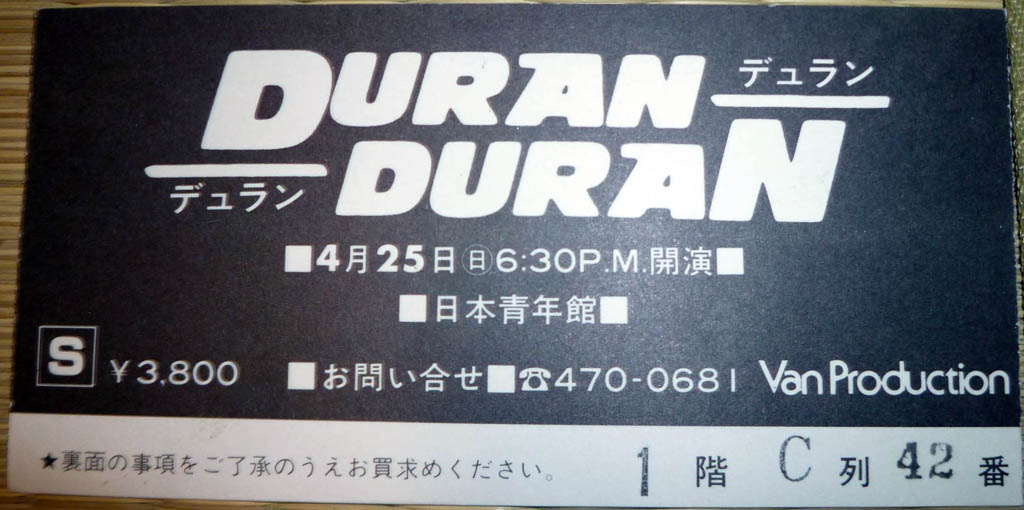 DURAN デュラン
デュラン DURAN
■4月25日㊐6:30P.M.開演■
■日本青年館■
S ¥3,800 ■お問い合せ■☎470-0681 Van Production
★裏面の事項をご了承のうえお買求めください。 1階 C列 42番